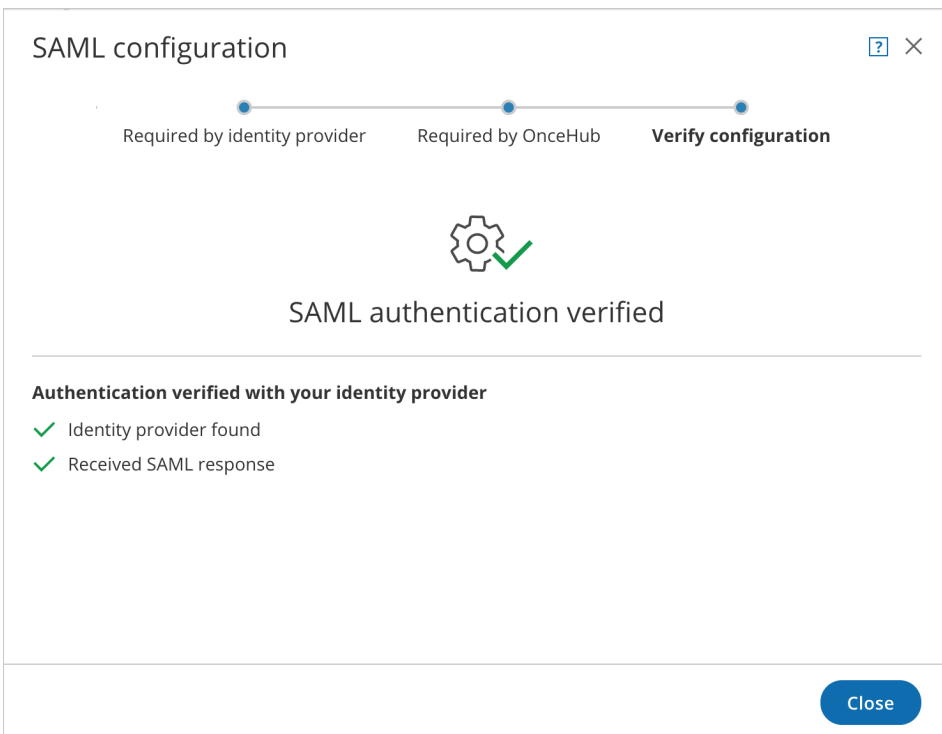 SAML configuration
?
Required by identity provider
Required by OnceHub
Verify configuration
SAML authentication verified
Authentication verified with your identity provider
Identity provider found
Received SAML response
Close